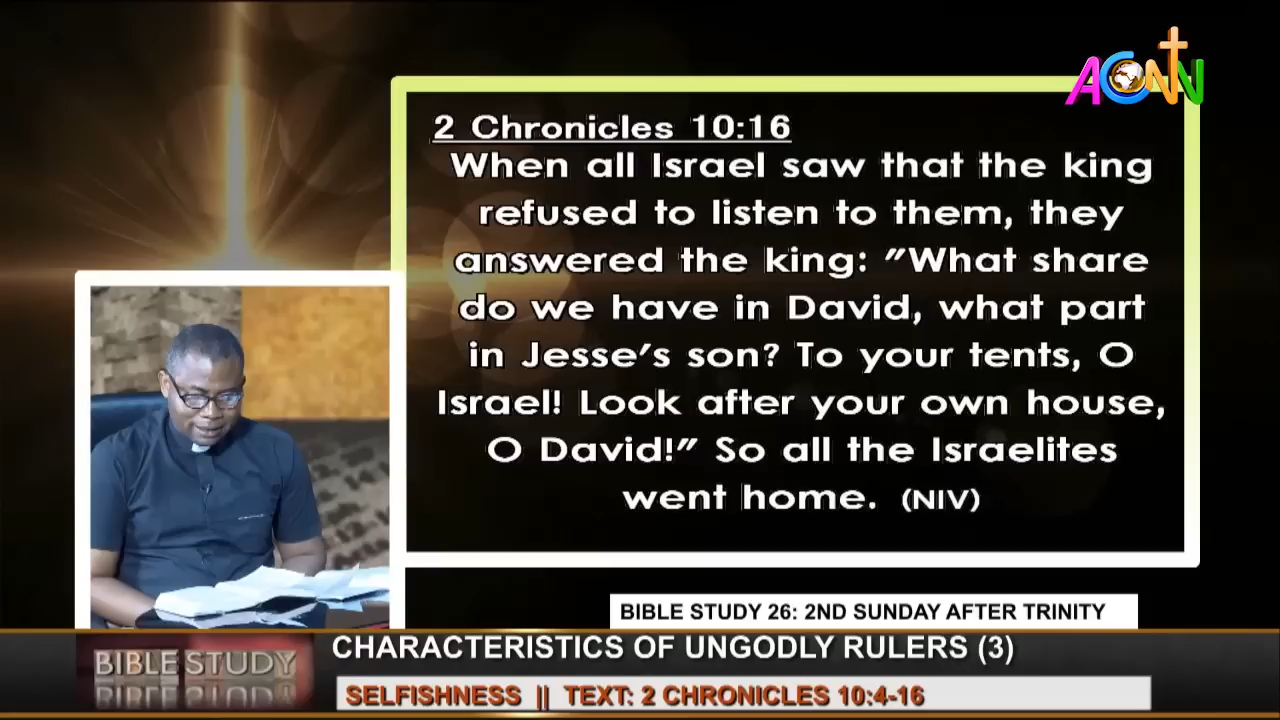 ACNN
2 Chronicles 10:16
When all Israel saw that the king
refused to listen to them, they
answered the king: "What share
do we have in David, what part
in Jesse's son? To your tents, O
Israel! Look after your own house,
O David!" So all the Israelites
went home. (NIV)
BIBLE STUDY 26: 2ND SUNDAY AFTER TRINITY
BIBLE STUDY
CHARACTERISTICS OF UNGODLY RULERS (3)
SELFISHNESS || TEXT: 2 CHRONICLES 10:4-16